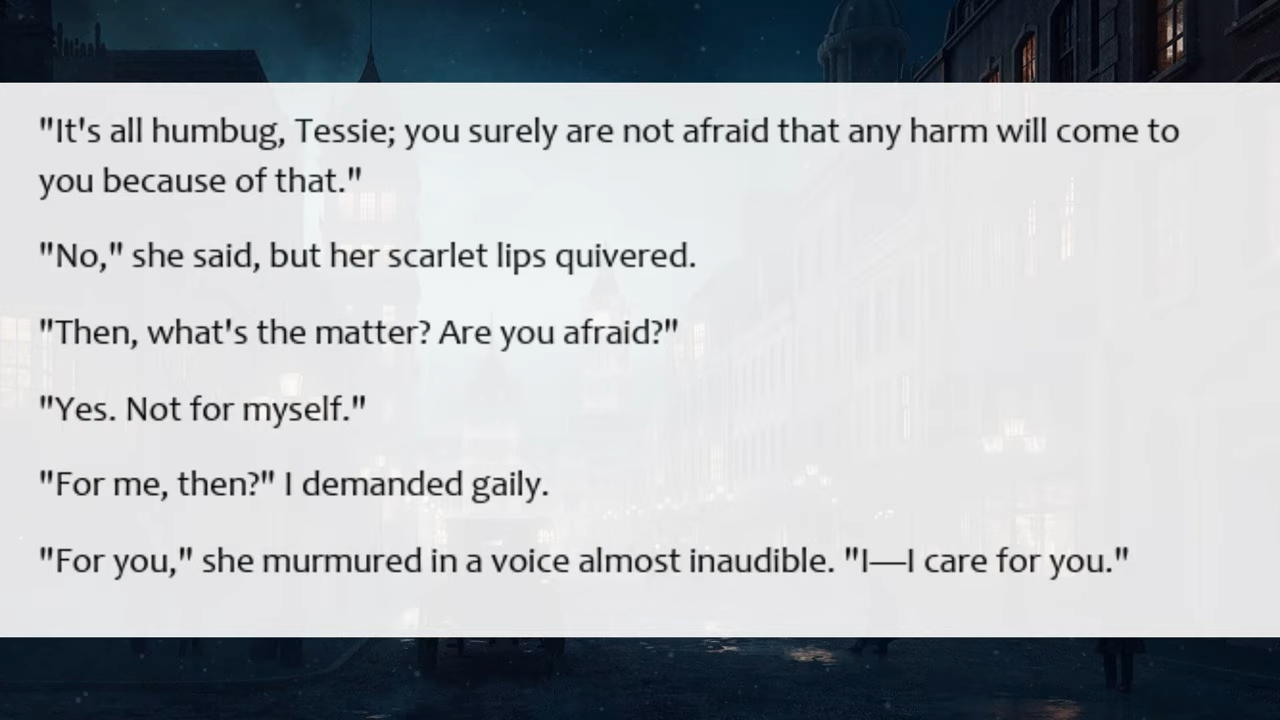 "It's all humbug, Tessie; you surely are not afraid that any harm will come to
you because of that."
"No," she said, but her scarlet lips quivered.
"Then, what's the matter? Are you afraid?"
"Yes. Not for myself."
"For me, then?" I demanded gaily.
"For you," she murmured in a voice almost inaudible. "I—I care for you."